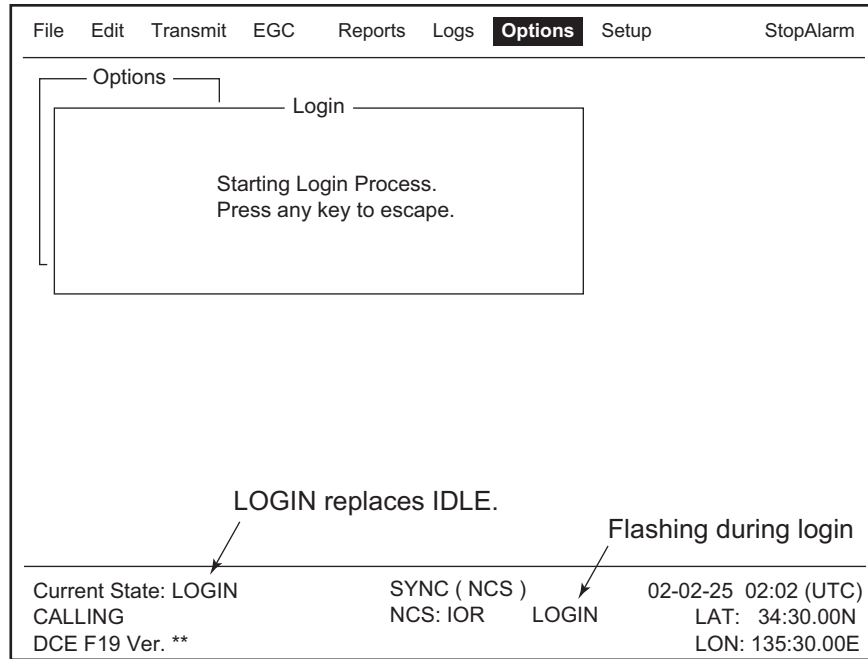 File Edit Transmit EGC Reports Logs Options Setup StopAlarm
Options
Login
Starting Login Process.
Press any key to escape.
LOGIN replaces IDLE.
Flashing during login
Current State: LOGIN SYNC ( NCS ) 02-02-25 02:02 (UTC)
CALLING NCS: IOR LOGIN LAT: 34:30.00N
DCE F19 Ver. ** LON: 135:30.00E